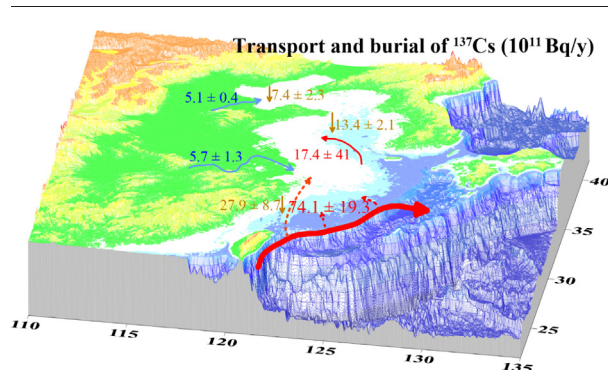 Transport and burial of ¹³⁷Cs (10¹¹ Bq/y)
5.1 ± 0.4
7.4 ± 2.3
13.4 ± 2.1
5.7 ± 1.3
17.4 ± 41
27.9 ± 8.7
74.1 ± 19.3
40
35
30
25
110
115
120
125
130
135